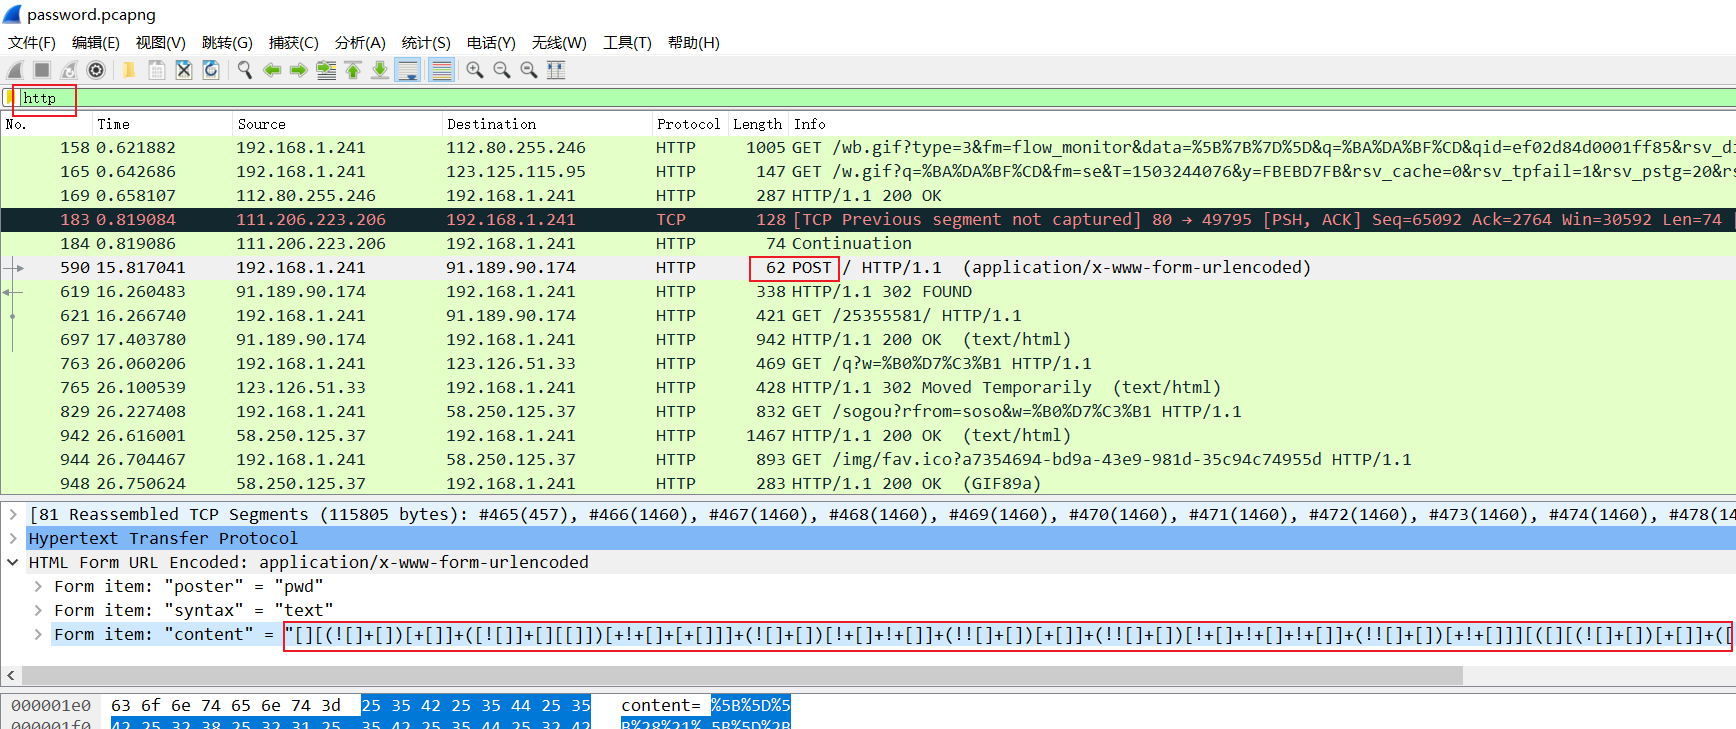 password.pcapng
文件(F) 编辑(E) 视图(V) 跳转(G) 捕获(C) 分析(A) 统计(S) 电话(Y) 无线(W) 工具(T) 帮助(H)
http
No. Time Source Destination Protocol Length Info
158 0.621882 192.168.1.241 112.80.255.246 HTTP 1005 GET /wb.gif?type=3&fm=flow_monitor&data=%5B%7B%7D%5D&q=%BA%DA%BF%CD&qid=ef02d84d0001ff85&rsv_di
165 0.642686 192.168.1.241 123.125.115.95 HTTP 147 GET /w.gif?q=%BA%DA%BF%CD&fm=se&T=1503244076&y=FBEBD7FB&rsv_cache=0&rsv_tpfail=1&rsv_pstg=20&rs
169 0.658107 112.80.255.246 192.168.1.241 HTTP 287 HTTP/1.1 200 OK
183 0.819084 111.206.223.206 192.168.1.241 TCP 128 [TCP Previous segment not captured] 80 → 49795 [PSH, ACK] Seq=65092 Ack=2764 Win=30592 Len=74 [
184 0.819086 111.206.223.206 192.168.1.241 HTTP 74 Continuation
590 15.817041 192.168.1.241 91.189.90.174 HTTP 62 POST / HTTP/1.1 (application/x-www-form-urlencoded)
619 16.260483 91.189.90.174 192.168.1.241 HTTP 338 HTTP/1.1 302 FOUND
621 16.266740 192.168.1.241 91.189.90.174 HTTP 421 GET /25355581/ HTTP/1.1
697 17.403780 91.189.90.174 192.168.1.241 HTTP 942 HTTP/1.1 200 OK (text/html)
763 26.060206 192.168.1.241 123.126.51.33 HTTP 469 GET /q?w=%B0%D7%C3%B1 HTTP/1.1
765 26.100539 123.126.51.33 192.168.1.241 HTTP 428 HTTP/1.1 302 Moved Temporarily (text/html)
829 26.227408 192.168.1.241 58.250.125.37 HTTP 832 GET /sogou?rfrom=soso&w=%B0%D7%C3%B1 HTTP/1.1
942 26.616001 58.250.125.37 192.168.1.241 HTTP 1467 HTTP/1.1 200 OK (text/html)
944 26.704467 192.168.1.241 58.250.125.37 HTTP 893 GET /img/fav.ico?a7354694-bd9a-43e9-981d-35c94c74955d HTTP/1.1
948 26.750624 58.250.125.37 192.168.1.241 HTTP 283 HTTP/1.1 200 OK (GIF89a)
[81 Reassembled TCP Segments (115805 bytes): #465(457), #466(1460), #467(1460), #468(1460), #469(1460), #470(1460), #471(1460), #472(1460), #473(1460), #474(1460), #478(14
Hypertext Transfer Protocol
HTML Form URL Encoded: application/x-www-form-urlencoded
Form item: "poster" = "pwd"
Form item: "syntax" = "text"
Form item: "content" = "[][(![]+[])[+[]]+([![]]+[][[]])[+!+[]+[+[]]]+(![]+[])[!+[]+!+[]]+(!![]+[])[+[]]+(!![]+[])[!+[]+!+[]+!+[]]+(!![]+[])[+!+[]]][([][(![]+[])[+[]]+([
000001e0 63 6f 6e 74 65 6e 74 3d 25 35 42 25 35 44 25 35 content= %5B%5D%5
000001f0 42 25 32 38 25 32 31 25 35 42 25 35 44 25 32 42 B%28%21% 5B%5D%2B